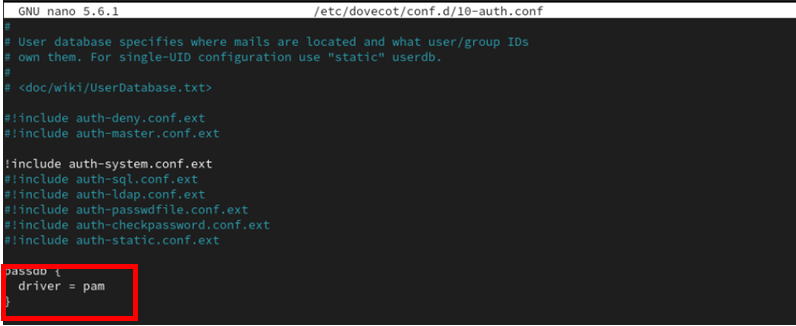 GNU nano 5.6.1 /etc/dovecot/conf.d/10-auth.conf
#
# User database specifies where mails are located and what user/group IDs
# own them. For single-UID configuration use "static" userdb.
#
# <doc/wiki/UserDatabase.txt>
#!include auth-deny.conf.ext
#!include auth-master.conf.ext
!include auth-system.conf.ext
#!include auth-sql.conf.ext
#!include auth-ldap.conf.ext
#!include auth-passwdfile.conf.ext
#!include auth-checkpassword.conf.ext
#!include auth-static.conf.ext
passdb {
driver = pam
}